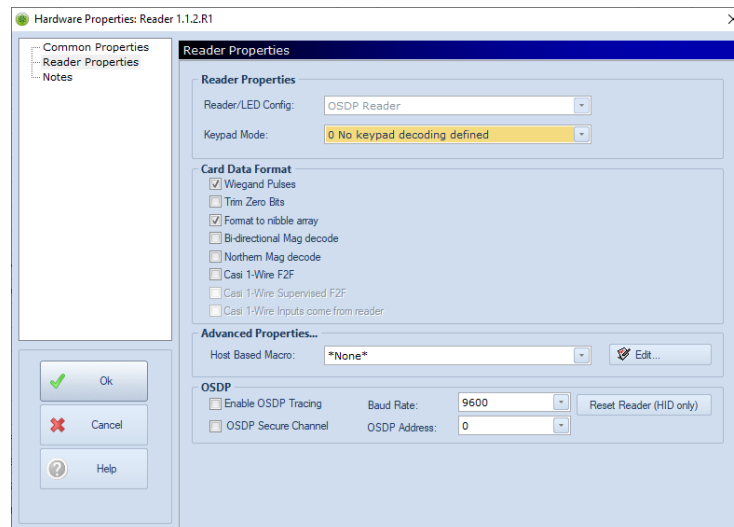 Hardware Properties: Reader 1.1.2.R1
Common Properties
Reader Properties
Notes
Reader Properties
Reader Properties
Reader/LED Config: OSDP Reader
Keypad Mode: 0 No keypad decoding defined
Card Data Format
Wiegand Pulses
Trim Zero Bits
Format to nibble array
Bi-directional Mag decode
Northern Mag decode
Casi 1-Wire F2F
Casi 1-Wire Supervised F2F
Casi 1-Wire Inputs come from reader
Advanced Properties...
Host Based Macro: *None* Edit...
OSDP
Enable OSDP Tracing Baud Rate: 9600 Reset Reader (HID only)
OSDP Secure Channel OSDP Address: 0
Ok
Cancel
Help